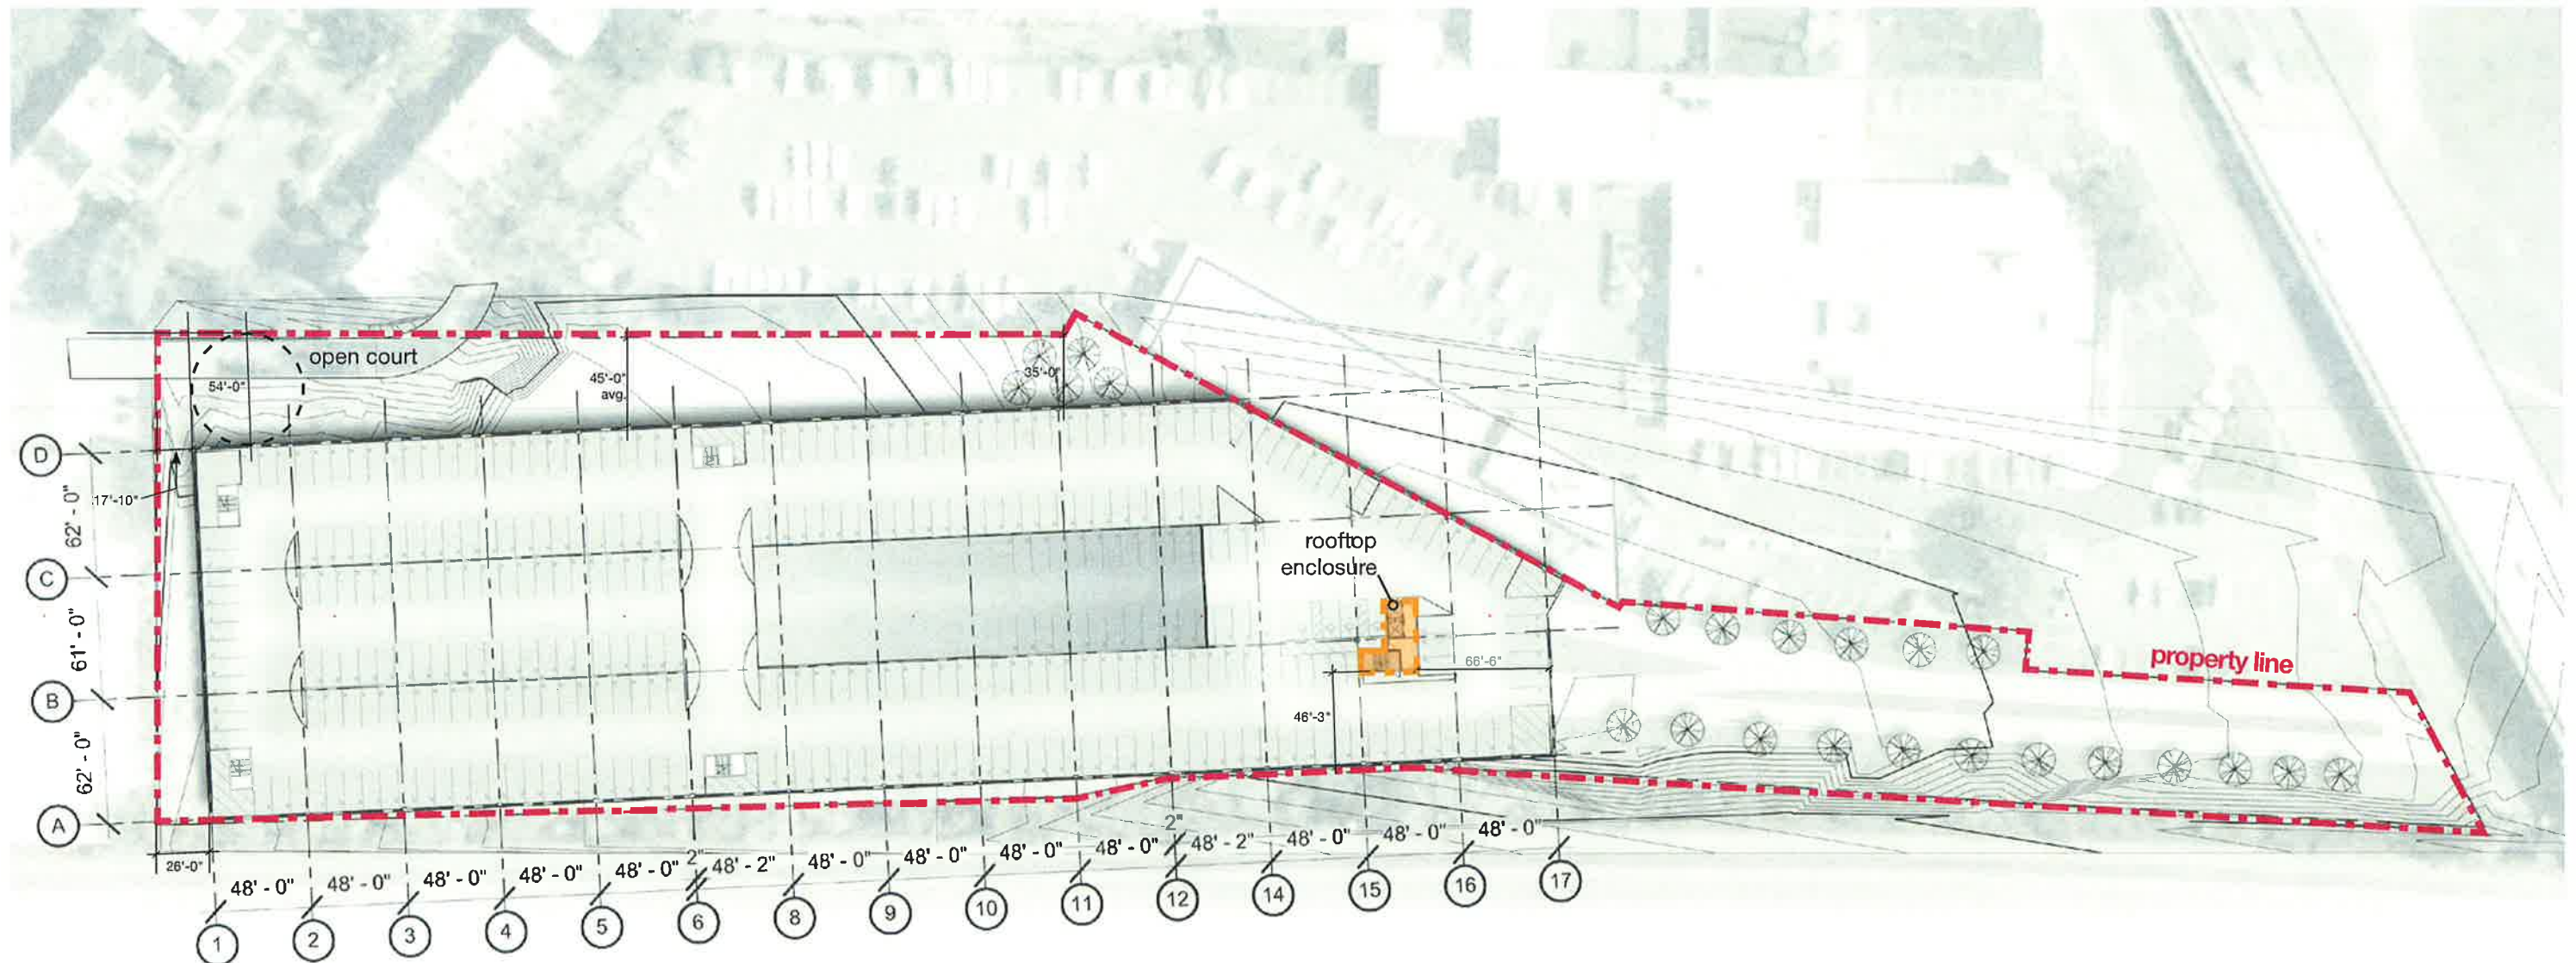 open court
54'-0"
45'-0"
avg.
35'-0"
D
17'-10"
62' - 0"
C
rooftop
enclosure
61' - 0"
property line
66'-6"
B
46'-3"
62' - 0"
A
26'-0"
48' - 0"
48' - 0"
48' - 0"
48' - 0"
48' - 0"
2"
48' - 2"
48' - 0"
48' - 0"
48' - 0"
48' - 0"
2"
48' - 2"
48' - 0"
48' - 0"
48' - 0"
1
2
3
4
5
6
8
9
10
11
12
14
15
16
17